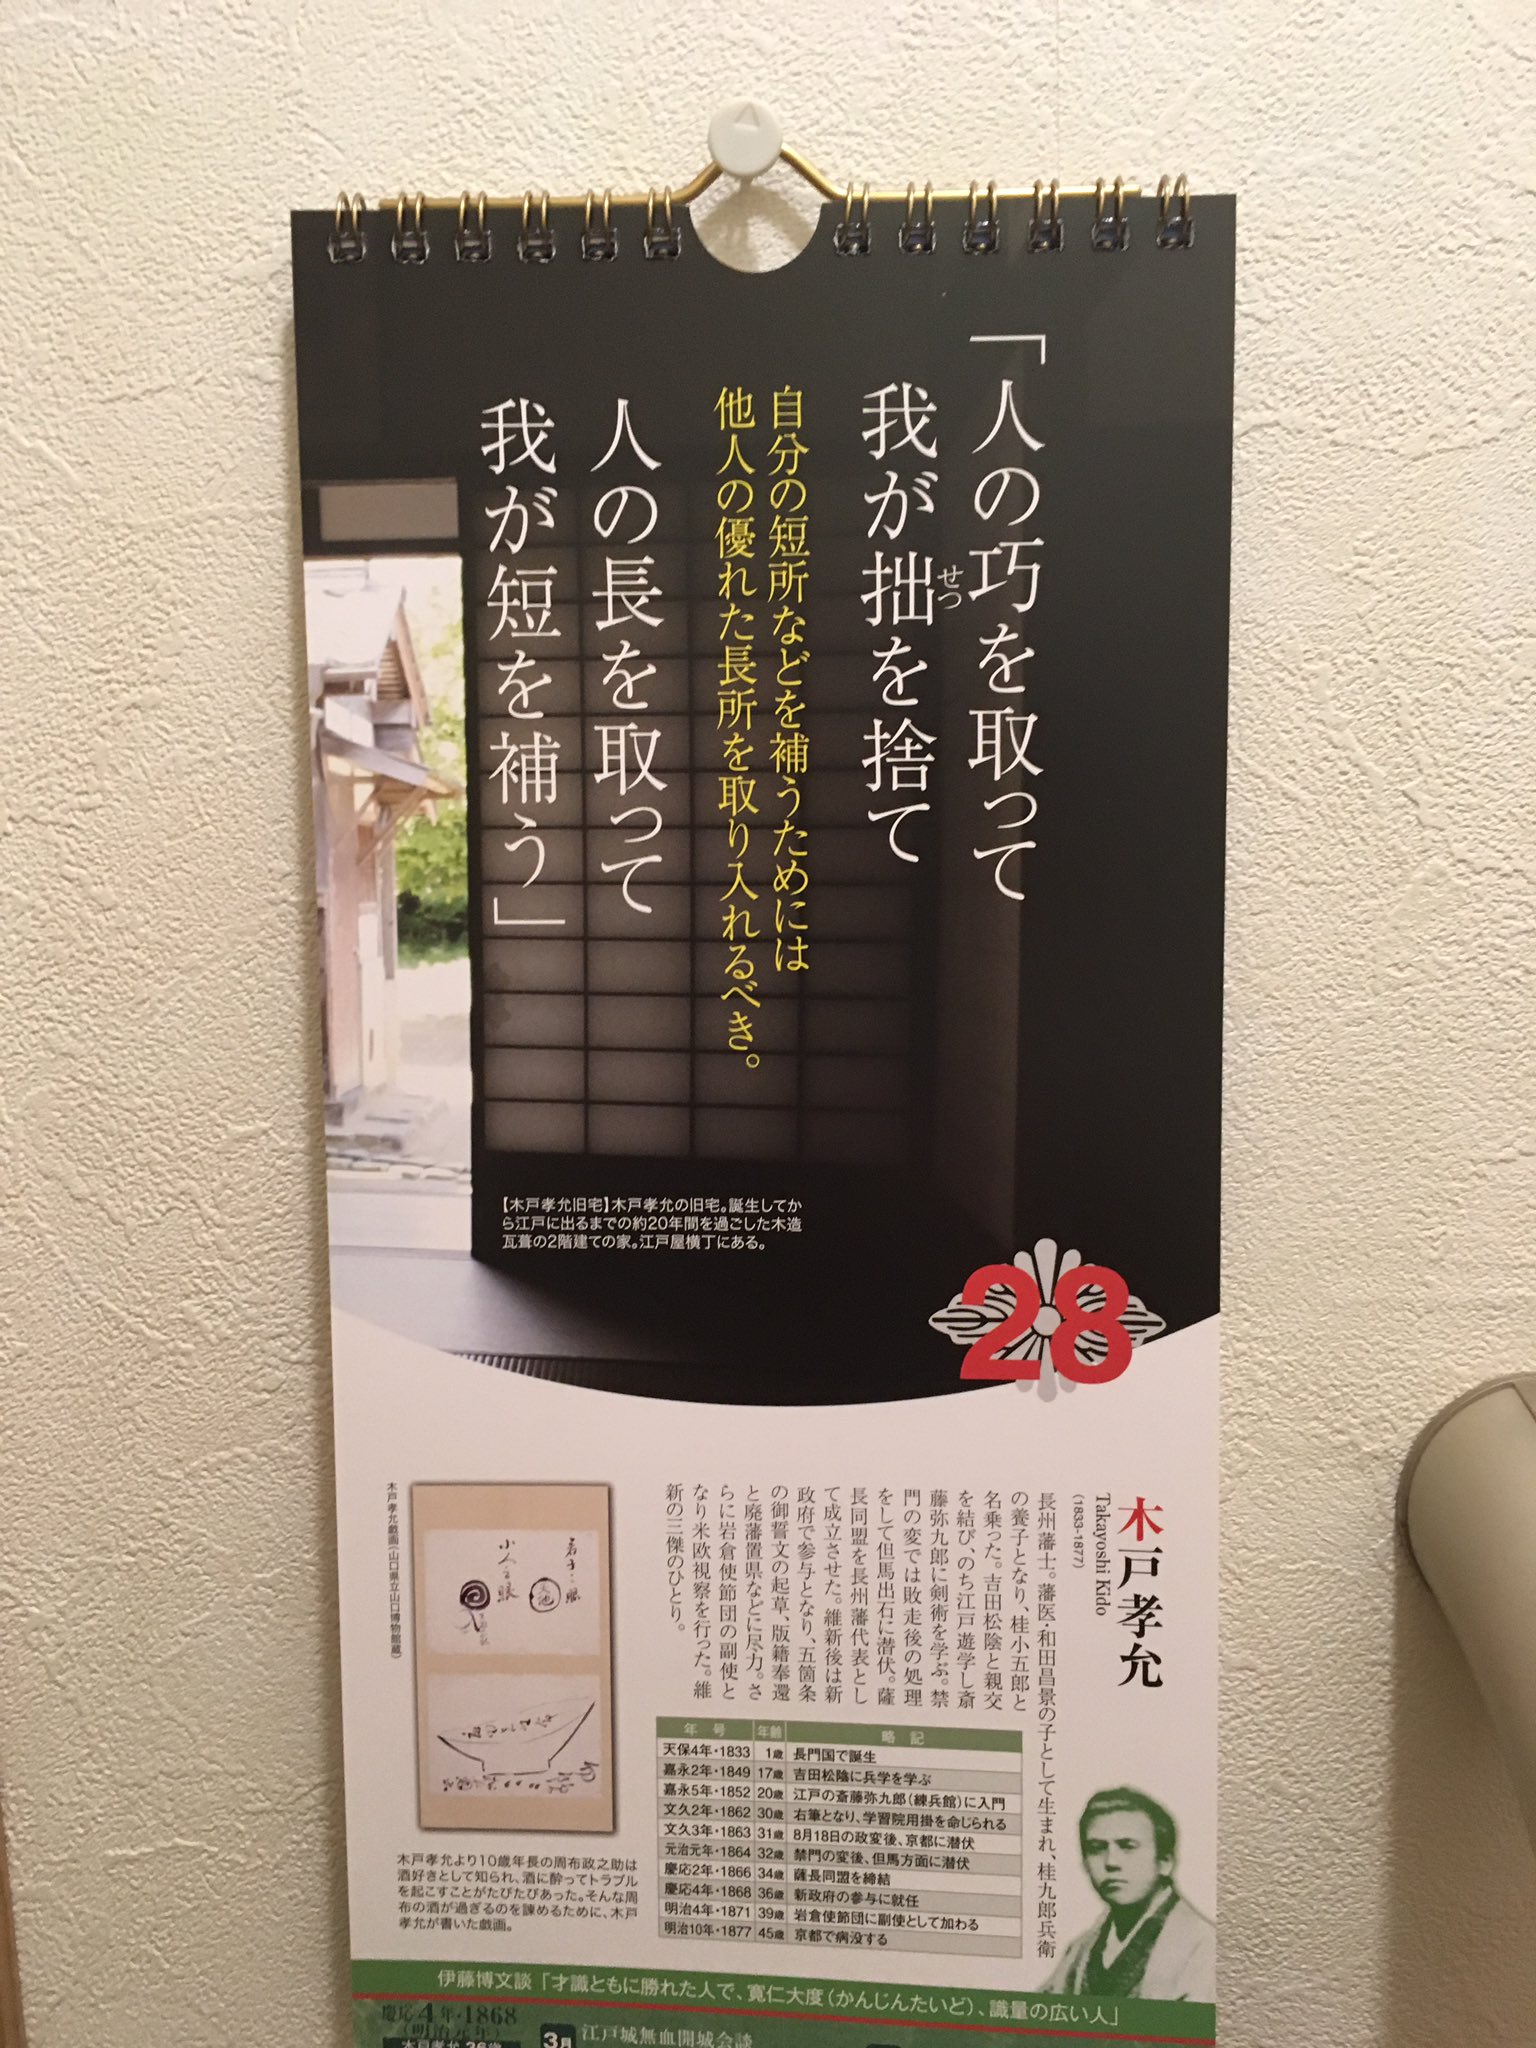 「人の巧を取って
我が拙を捨て
せつ
自分の短所などを補うためには
他人の優れた長所を取り入れるべき。
人の長を取って
我が短を補う」
【木戸孝允旧宅】木戸孝允の旧宅。誕生してか
ら江戸に出るまでの約20年間を過ごした木造
瓦葺の2階建ての家。江戸屋横丁にある。
28
木戸孝允
Takayoshi Kido
(1833-1877)
長州藩士。藩医・和田昌景の子として生まれ、桂九郎兵衛
の養子となり、桂小五郎と
名乗った。吉田松陰と親交
を結び、のち江戸遊学し斎
藤弥九郎に剣術を学ぶ。禁
門の変では敗走後の処理
をして但馬出石に潜伏。薩
長同盟を長州藩代表とし
て成立させた。維新後は新
政府で参与となり、五箇条
の御誓文の起草、版籍奉還
と廃藩置県などに尽力。さ
らに岩倉使節団の副使と
なり米欧視察を行った。維
新の三傑のひとり。
木戸孝允戯画(山口県立山口博物館蔵)
木戸孝允より10歳年長の周布政之助は
酒好きとして知られ、酒に酔ってトラブル
を起こすことがたびたびあった。そんな周
布の酒が過ぎるのを諌めるために、木戸
孝允が書いた戯画。
年号 年齢 略記
天保4年・1833 1歳 長門国で誕生
嘉永2年・1849 17歳 吉田松陰に兵学を学ぶ
嘉永5年・1852 20歳 江戸の斎藤弥九郎(練兵館)に入門
文久2年・1862 30歳 右筆となり、学習院用掛を命じられる
文久3年・1863 31歳 8月18日の政変後、京都に潜伏
元治元年・1864 32歳 禁門の変後、但馬方面に潜伏
慶応2年・1866 34歳 薩長同盟を締結
慶応4年・1868 36歳 新政府の参与に就任
明治4年・1871 39歳 岩倉使節団に副使として加わる
明治10年・1877 45歳 京都で病没する
伊藤博文談「才識ともに勝れた人で、寛仁大度(かんじんたいど)、識量の広い人」
慶応4年・1868
(明治元年)
木戸孝允 36歳
3月 江戸城無血開城会談